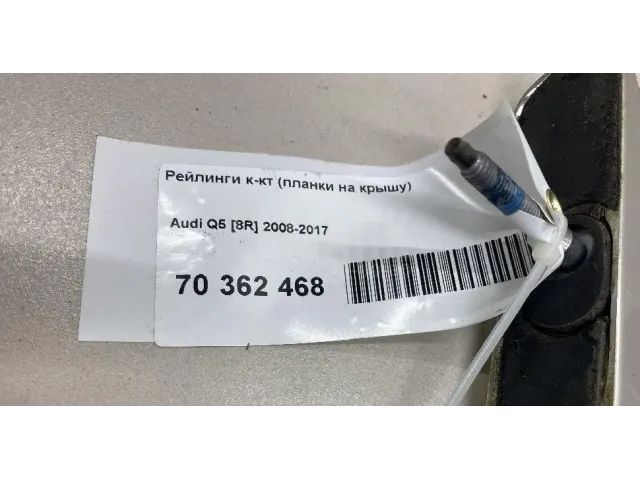 Рейлинги к-кт (планки на крышу)
Audi Q5 [8R] 2008-2017
70 362 468